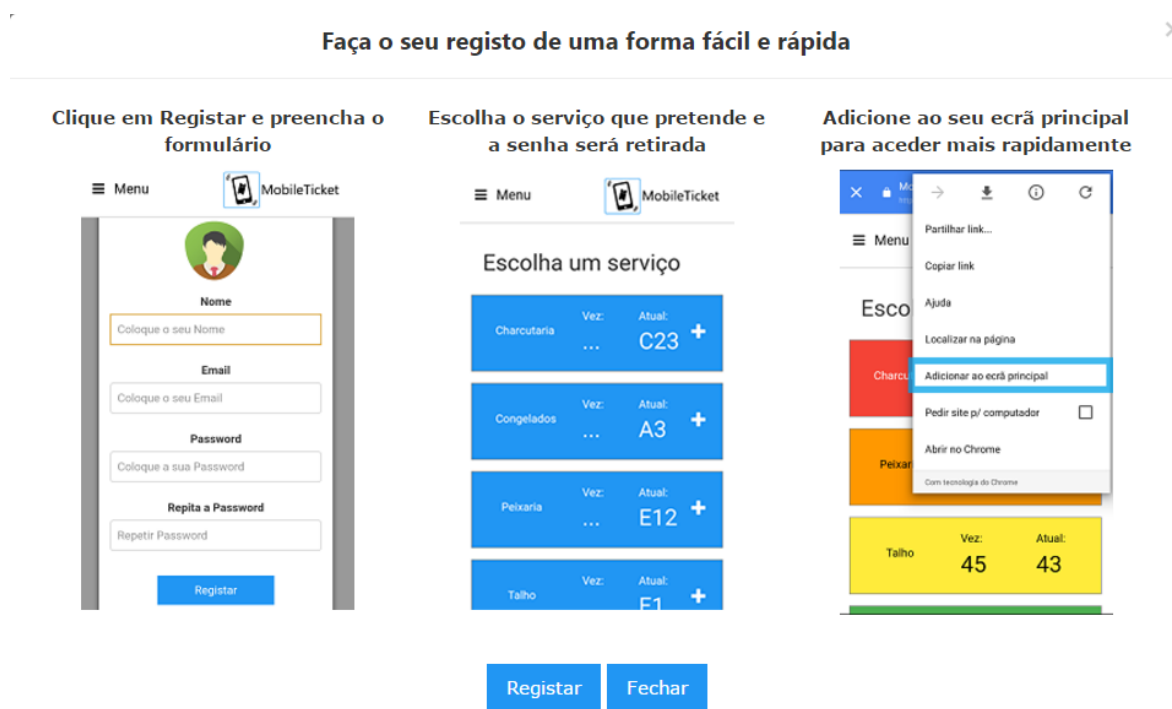 Faça o seu registo de uma forma fácil e rápida
Clique em Registar e preencha o
formulário
Menu
MobileTicket
Nome
Coloque o seu Nome
Email
Coloque o seu Email
Password
Coloque a sua Password
Repita a Password
Repetir Password
Registar
Escolha o serviço que pretende e
a senha será retirada
Menu
MobileTicket
Escolha um serviço
Charcutaria Vez: ... Atual: C23 +
Congelados Vez: ... Atual: A3 +
Peixaria Vez: ... Atual: E12 +
Talho Vez: Atual: E1 +
Adicione ao seu ecrã principal
para aceder mais rapidamente
Menu
Esco
Charcu
Peixar
Partilhar link...
Copiar link
Ajuda
Localizar na página
Adicionar ao ecrã principal
Pedir site p/ computador
Abrir no Chrome
Com tecnologia do Chrome
Talho Vez: 45 Atual: 43
Registar
Fechar